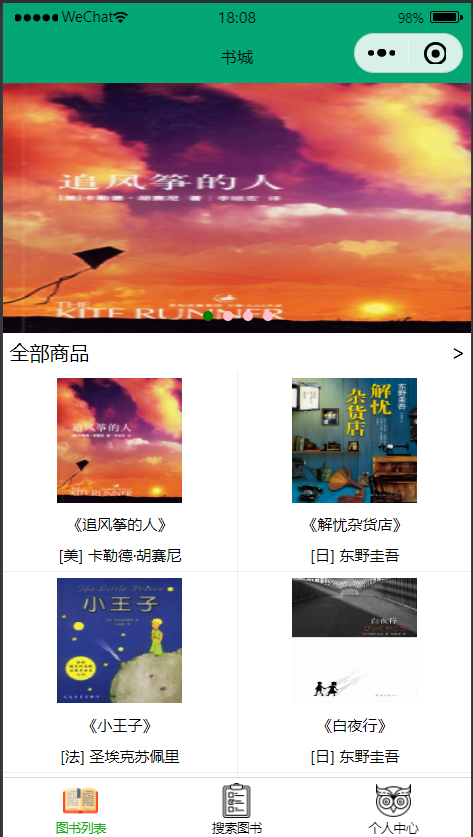 WeChat 18:08 98%
书城
追风筝的人
[美]卡勒德·胡赛尼 著 李继宏 译
THE
KITE RUNNER
全部商品 >
追风筝的人
解忧
杂货店
东野圭吾
《追风筝的人》
《解忧杂货店》
[美] 卡勒德·胡赛尼
[日] 东野圭吾
The Little Prince
小王子
白夜行
《小王子》
《白夜行》
[法] 圣埃克苏佩里
[日] 东野圭吾
图书列表
搜索图书
个人中心